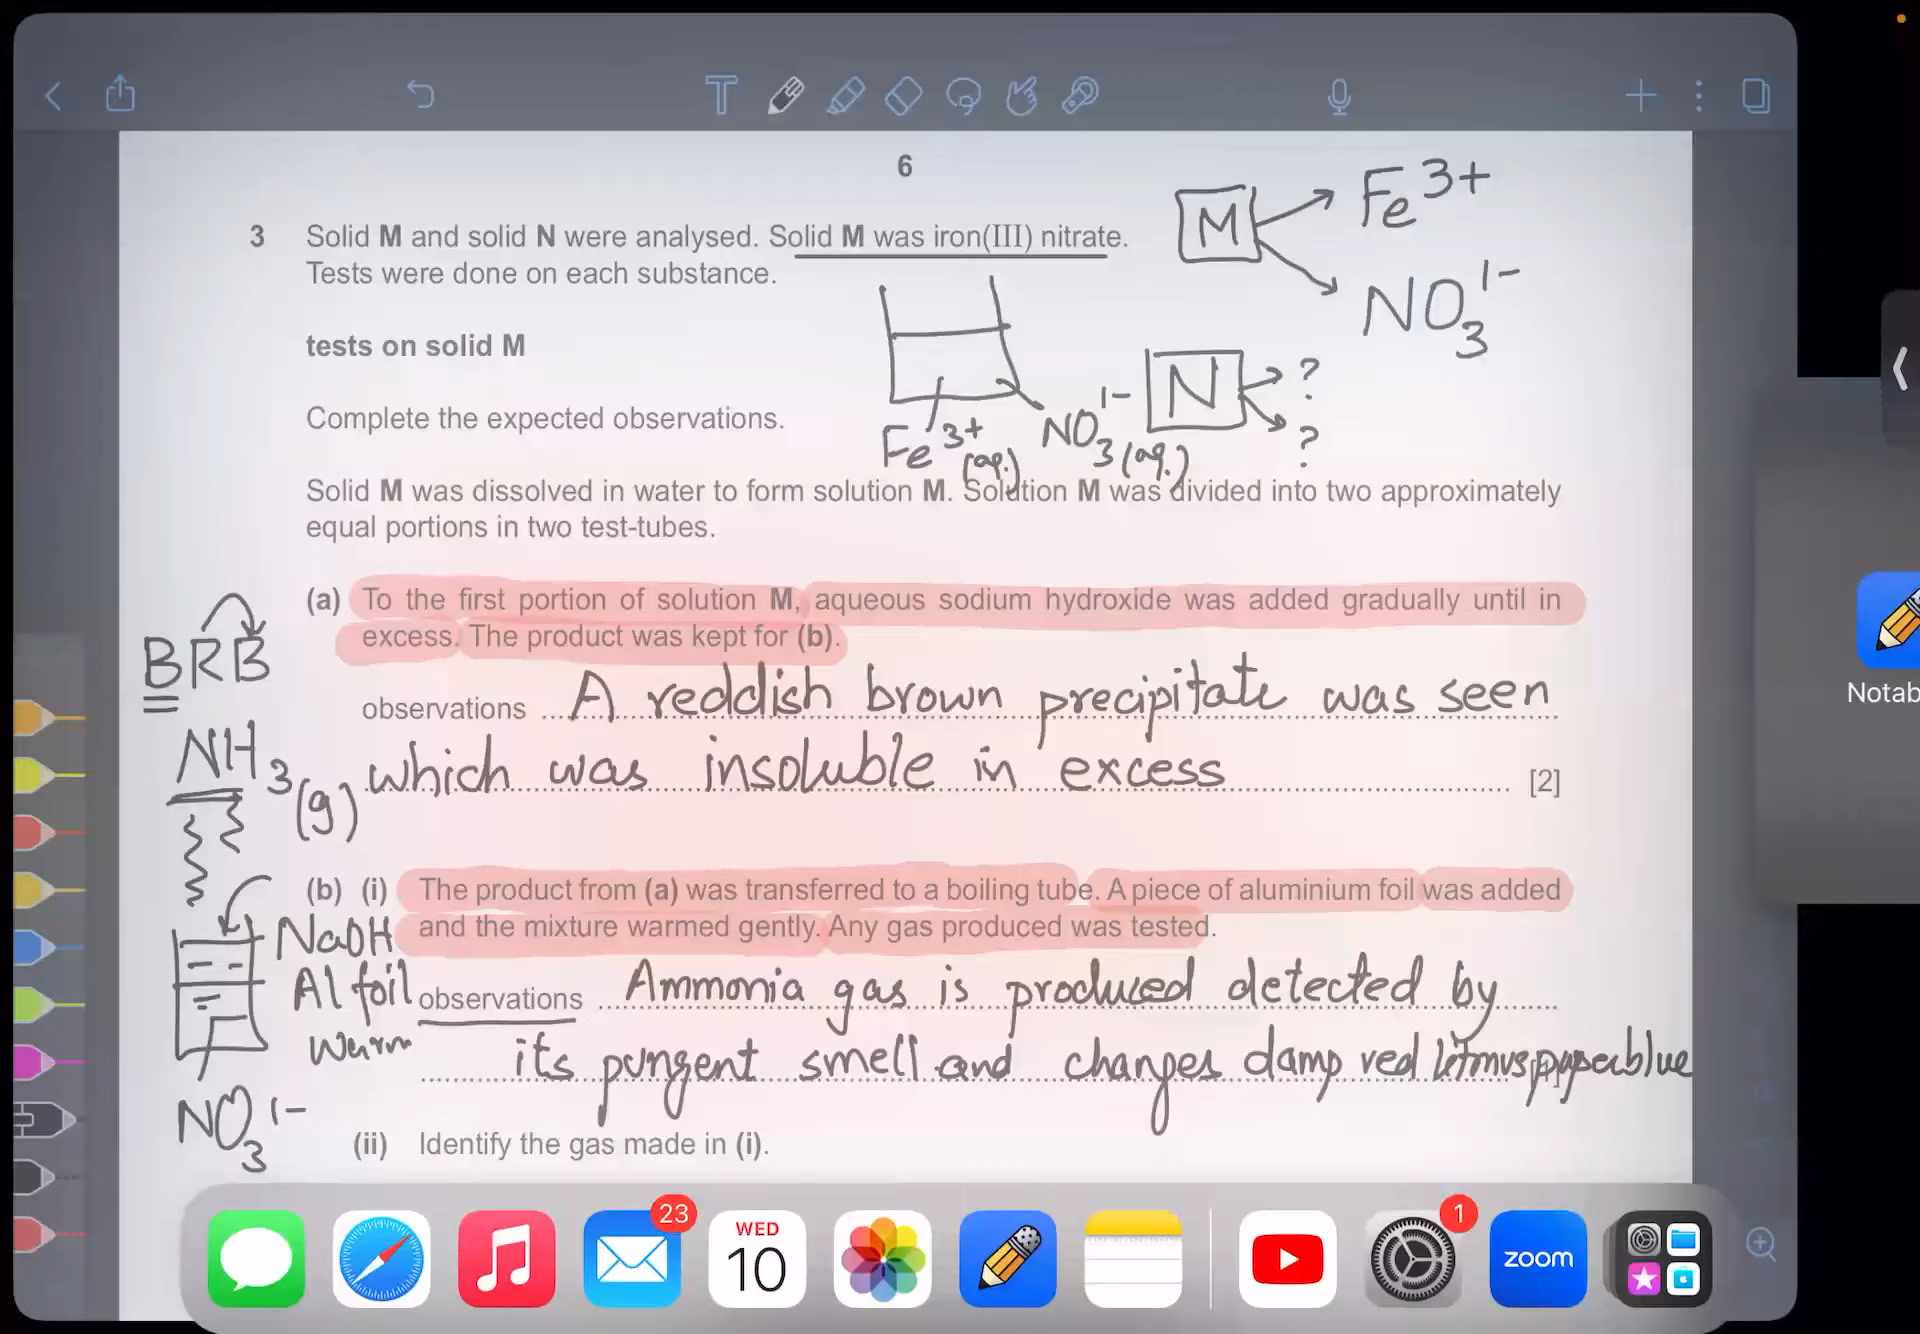 6
M
Fe 3+
NO3 1-
3 Solid M and solid N were analysed. Solid M was iron(III) nitrate.
Tests were done on each substance.
tests on solid M
N
?
?
Complete the expected observations.
Fe 3+ (aq.)
NO3 1- (aq.)
Solid M was dissolved in water to form solution M. Solution M was divided into two approximately
equal portions in two test-tubes.
(a) To the first portion of solution M, aqueous sodium hydroxide was added gradually until in
excess. The product was kept for (b).
BRB
observations A reddish brown precipitate was seen
which was insoluble in excess [2]
NH3(g)
(b) (i) The product from (a) was transferred to a boiling tube. A piece of aluminium foil was added
and the mixture warmed gently. Any gas produced was tested.
NaOH
Al foil
Warm
NO3 1-
observations Ammonia gas is produced detected by
its pungent smell and changes damp red litmus paper blue
(ii) Identify the gas made in (i).
Notab
23
WED
10
1
zoom